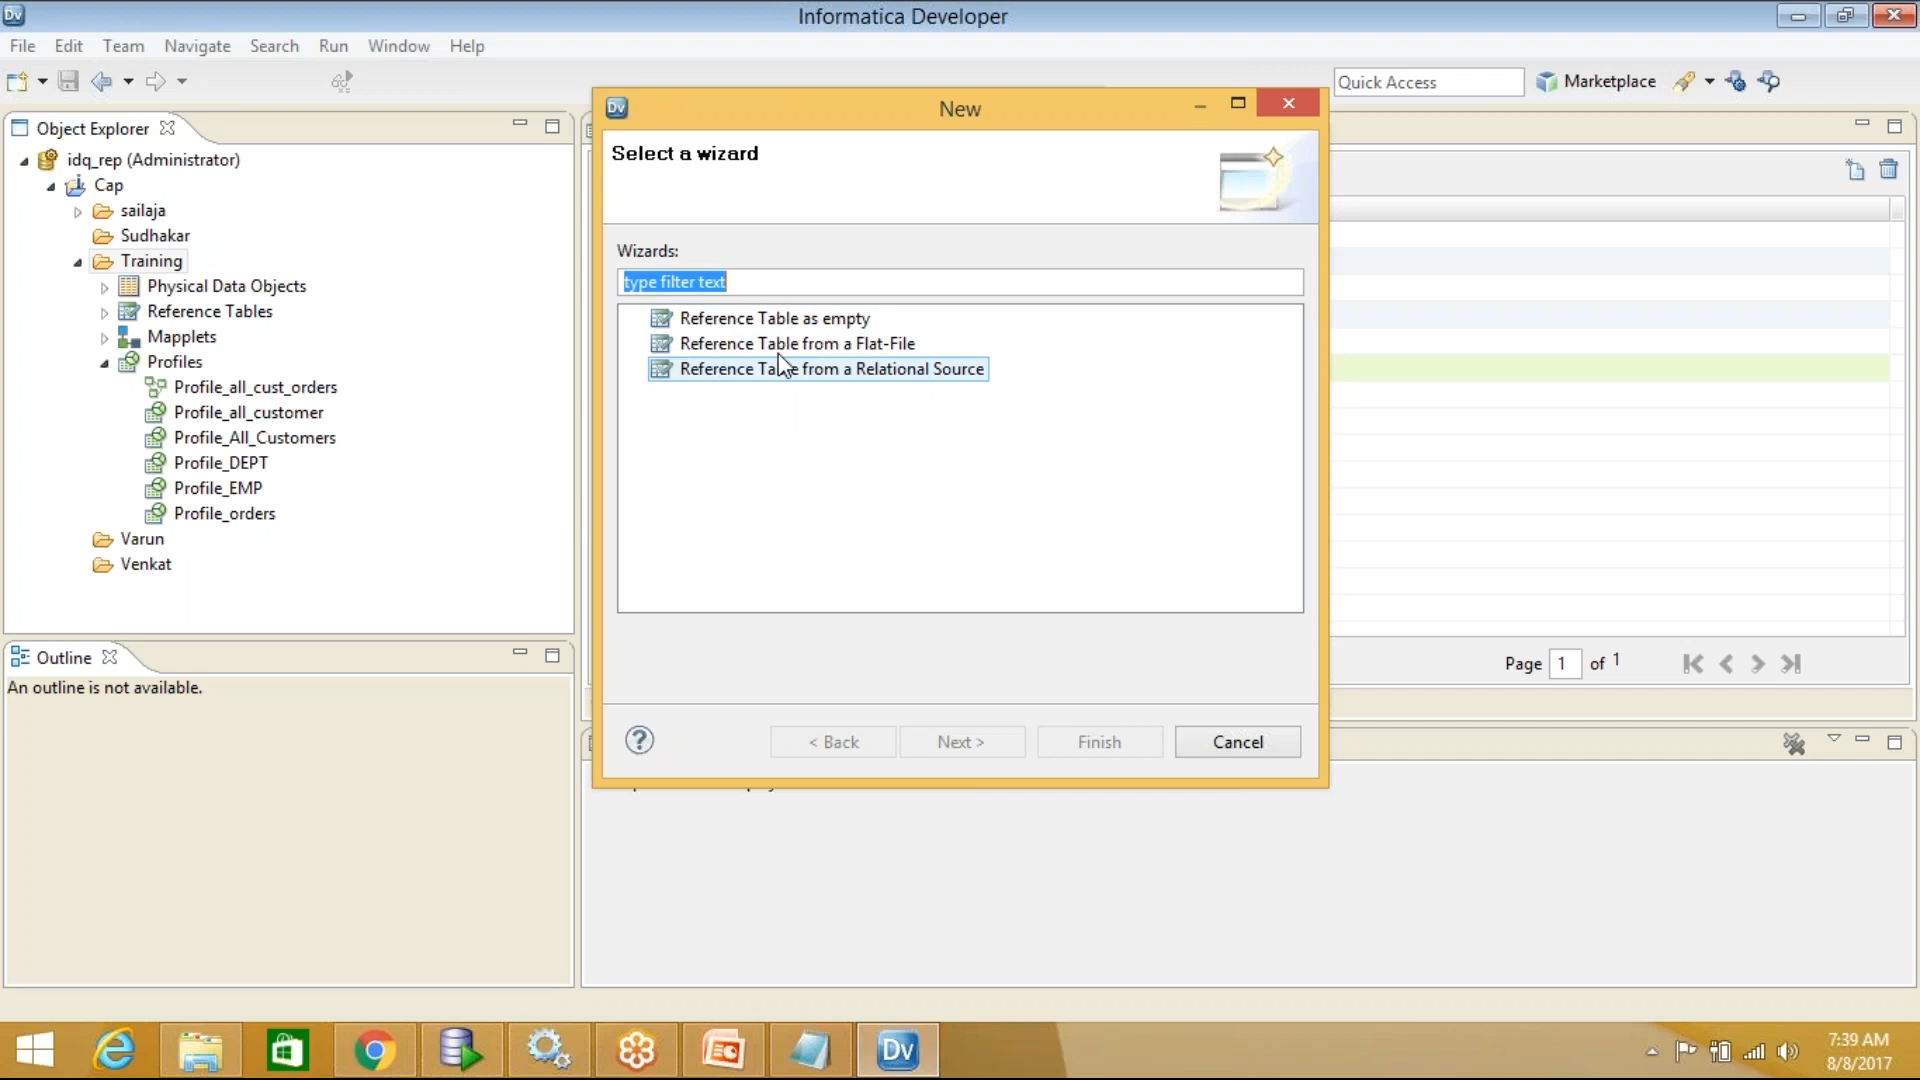 Dv
Informatica Developer
File Edit Team Navigate Search Run Window Help
Quick Access
Marketplace
Object Explorer
idq_rep (Administrator)
Cap
sailaja
Sudhakar
Training
Physical Data Objects
Reference Tables
Mapplets
Profiles
Profile_all_cust_orders
Profile_all_customer
Profile_All_Customers
Profile_DEPT
Profile_EMP
Profile_orders
Varun
Venkat
Outline
An outline is not available.
Dv
New
Select a wizard
Wizards:
type filter text
Reference Table as empty
Reference Table from a Flat-File
Reference Table from a Relational Source
< Back
Next >
Finish
Cancel
Page 1 of 1
Dv
7:39 AM
8/8/2017